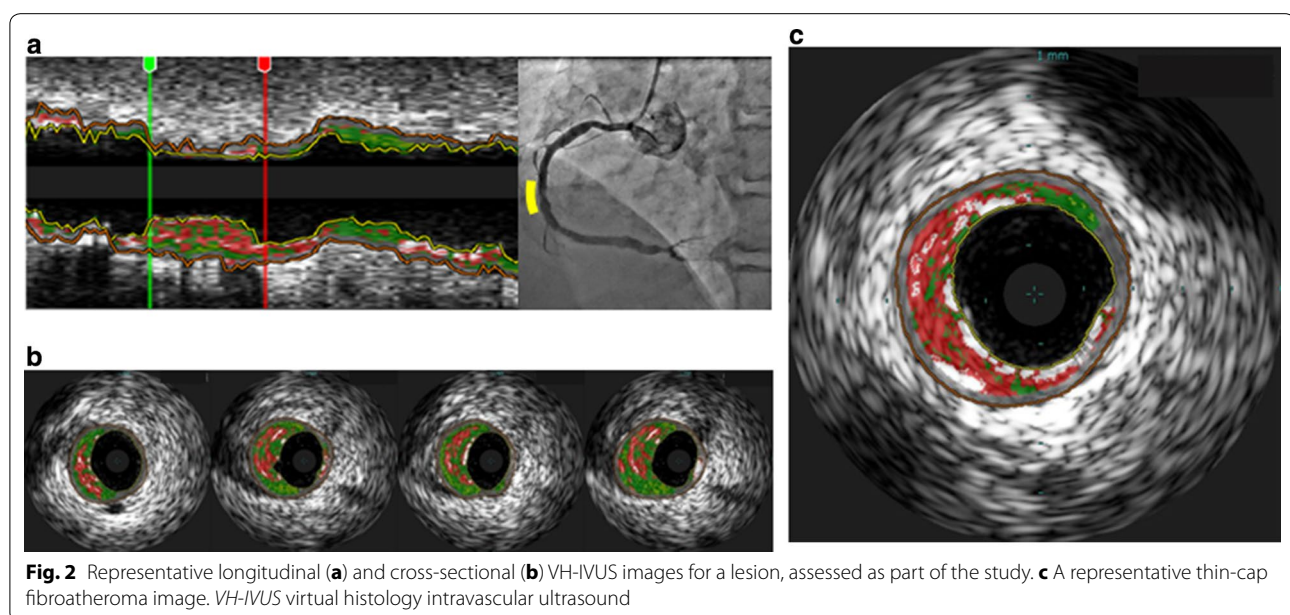 a
c
1 mm
b
Fig. 2 Representative longitudinal (a) and cross-sectional (b) VH-IVUS images for a lesion, assessed as part of the study. c A representative thin-cap
fibroatheroma image. VH-IVUS virtual histology intravascular ultrasound